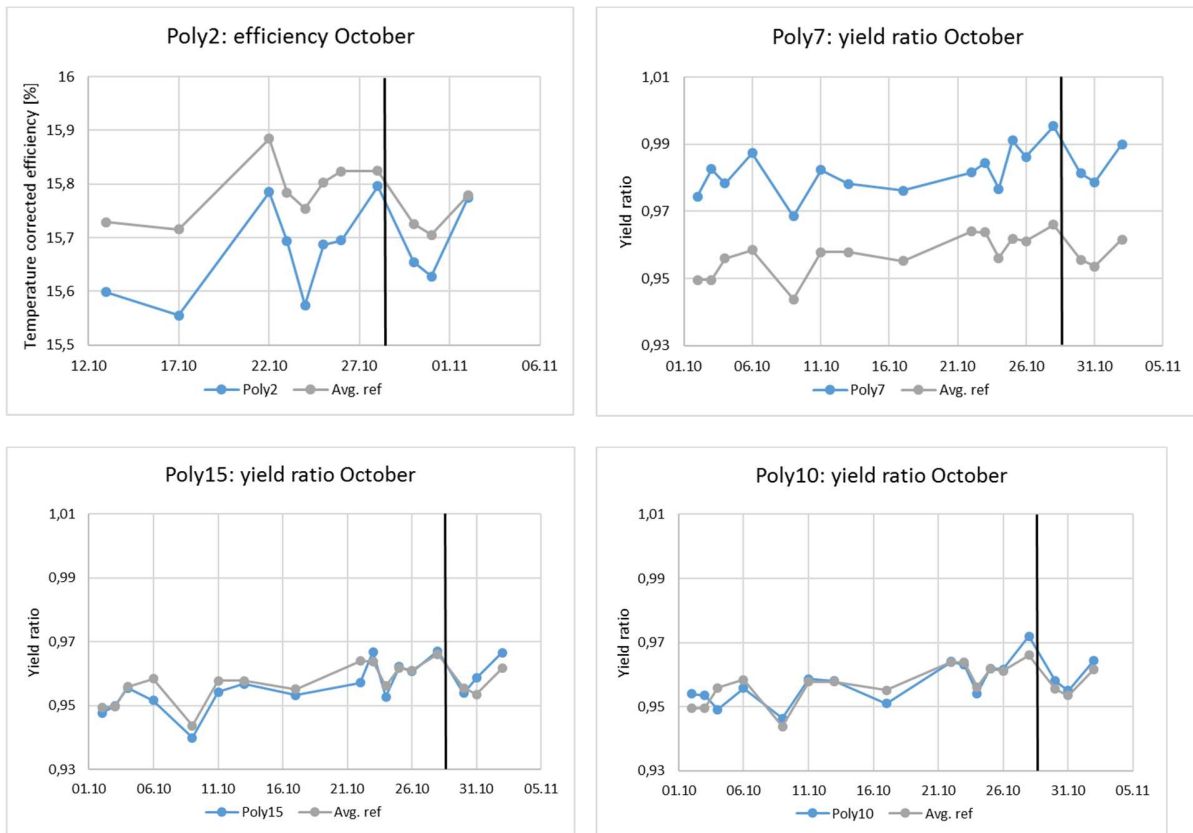 Poly2: efficiency October
Temperature corrected efficiency [%]
16
15,9
15,8
15,7
15,6
15,5
12.10 17.10 22.10 27.10 01.11 06.11
Poly2 Avg. ref
Poly7: yield ratio October
Yield ratio
1,01
0,99
0,97
0,95
0,93
01.10 06.10 11.10 16.10 21.10 26.10 31.10 05.11
Poly7 Avg. ref
Poly15: yield ratio October
Yield ratio
1,01
0,99
0,97
0,95
0,93
01.10 06.10 11.10 16.10 21.10 26.10 31.10 05.11
Poly15 Avg. ref
Poly10: yield ratio October
Yield ratio
1,01
0,99
0,97
0,95
0,93
01.10 06.10 11.10 16.10 21.10 26.10 31.10 05.11
Poly10 Avg. ref